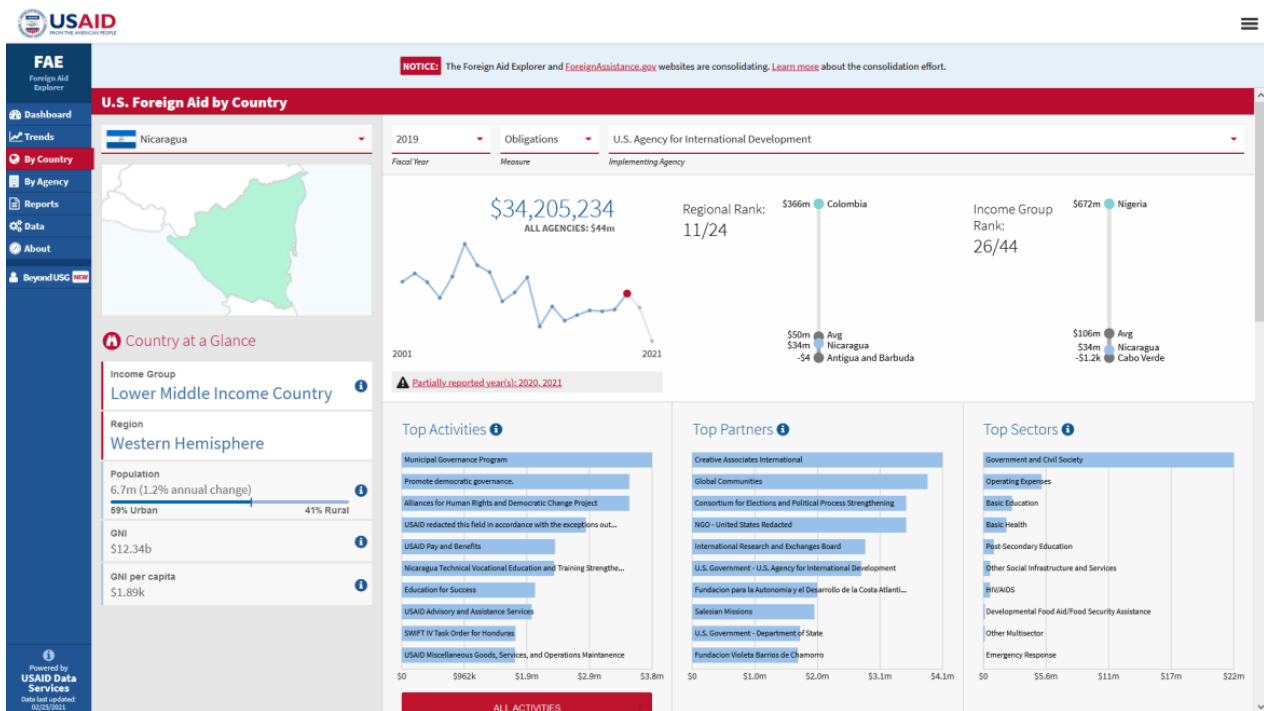 USAID
FROM THE AMERICAN PEOPLE
FAE
Foreign Aid
Explorer
Dashboard
Trends
By Country
By Agency
Reports
Data
About
Beyond USG NEW
Powered by
USAID Data
Services
Data last updated:
02/25/2021
NOTICE: The Foreign Aid Explorer and ForeignAssistance.gov websites are consolidating. Learn more about the consolidation effort.
U.S. Foreign Aid by Country
Nicaragua
Country at a Glance
Income Group
Lower Middle Income Country
Region
Western Hemisphere
Population
6.7m (1.2% annual change)
59% Urban 41% Rural
GNI
$12.34b
GNI per capita
$1.89k
2019 Obligations U.S. Agency for International Development
Fiscal Year Measure Implementing Agency
$34,205,234
ALL AGENCIES: $44m
2001 2021
Partially reported year(s): 2020, 2021
Regional Rank:
11/24
$366m Colombia
$50m Avg
$34m Nicaragua
-$4 Antigua and Barbuda
Income Group
Rank:
26/44
$672m Nigeria
$106m Avg
$34m Nicaragua
-$1.2k Cabo Verde
Top Activities
Municipal Governance Program
Promote democratic governance.
Alliances for Human Rights and Democratic Change Project
USAID redacted this field in accordance with the exceptions out...
USAID Pay and Benefits
Nicaragua Technical Vocational Education and Training Strengthe...
Education for Success
USAID Advisory and Assistance Services
SWIFT IV Task Order for Honduras
USAID Miscellaneous Goods, Services, and Operations Maintanence
$0 $962k $1.9m $2.9m $3.8m
ALL ACTIVITIES
Top Partners
Creative Associates International
Global Communities
Consortium for Elections and Political Process Strengthening
NGO - United States Redacted
International Research and Exchanges Board
U.S. Government - U.S. Agency for International Development
Fundacion para la Autonomia y el Desarrollo de la Costa Atlanti...
Salesian Missions
U.S. Government - Department of State
Fundacion Violeta Barrios de Chamorro
$0 $1.0m $2.0m $3.1m $4.1m
Top Sectors
Government and Civil Society
Operating Expenses
Basic Education
Basic Health
Post-Secondary Education
Other Social Infrastructure and Services
HIV/AIDS
Developmental Food Aid/Food Security Assistance
Other Multisector
Emergency Response
$0 $5.6m $11m $17m $22m